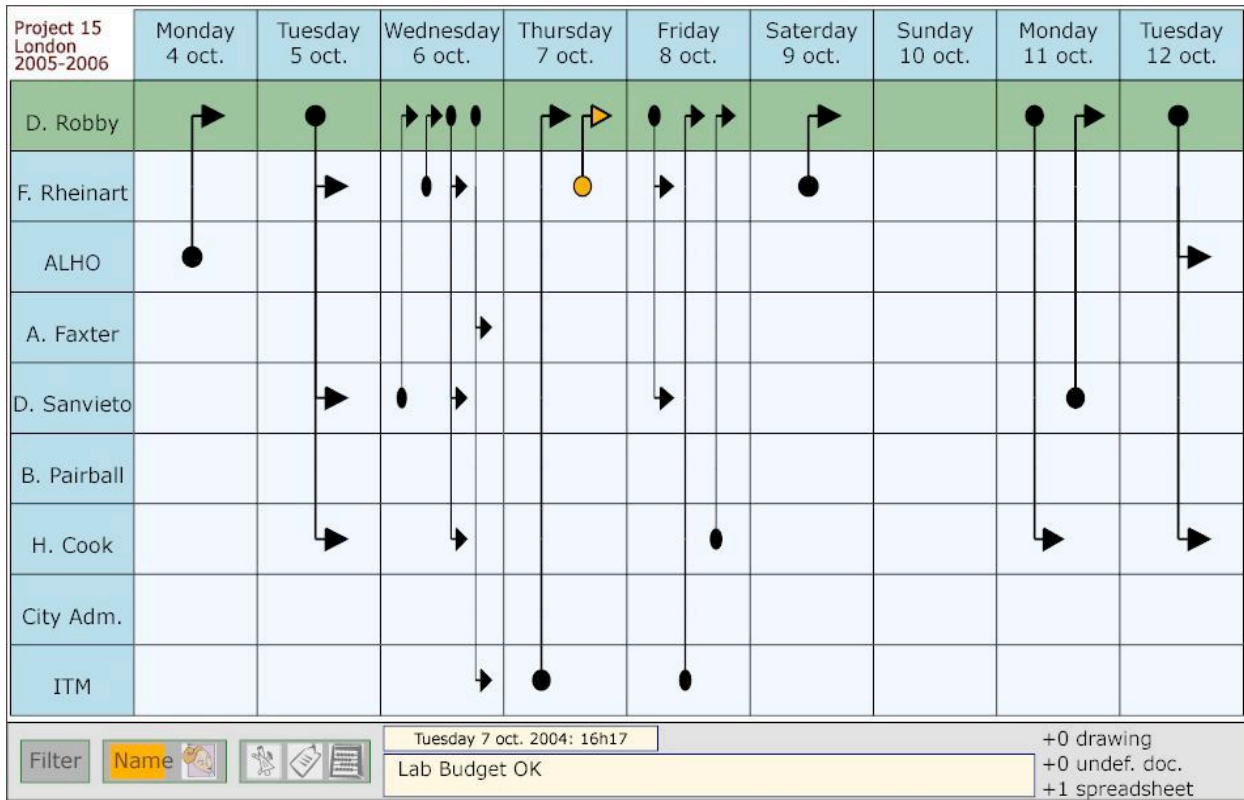 Project 15
London
2005-2006
Monday
4 oct.
Tuesday
5 oct.
Wednesday
6 oct.
Thursday
7 oct.
Friday
8 oct.
Saterday
9 oct.
Sunday
10 oct.
Monday
11 oct.
Tuesday
12 oct.
D. Robby
F. Rheinart
ALHO
A. Faxter
D. Sanvieto
B. Pairball
H. Cook
City Adm.
ITM
Filter
Name
Tuesday 7 oct. 2004: 16h17
Lab Budget OK
+0 drawing
+0 undef. doc.
+1 spreadsheet